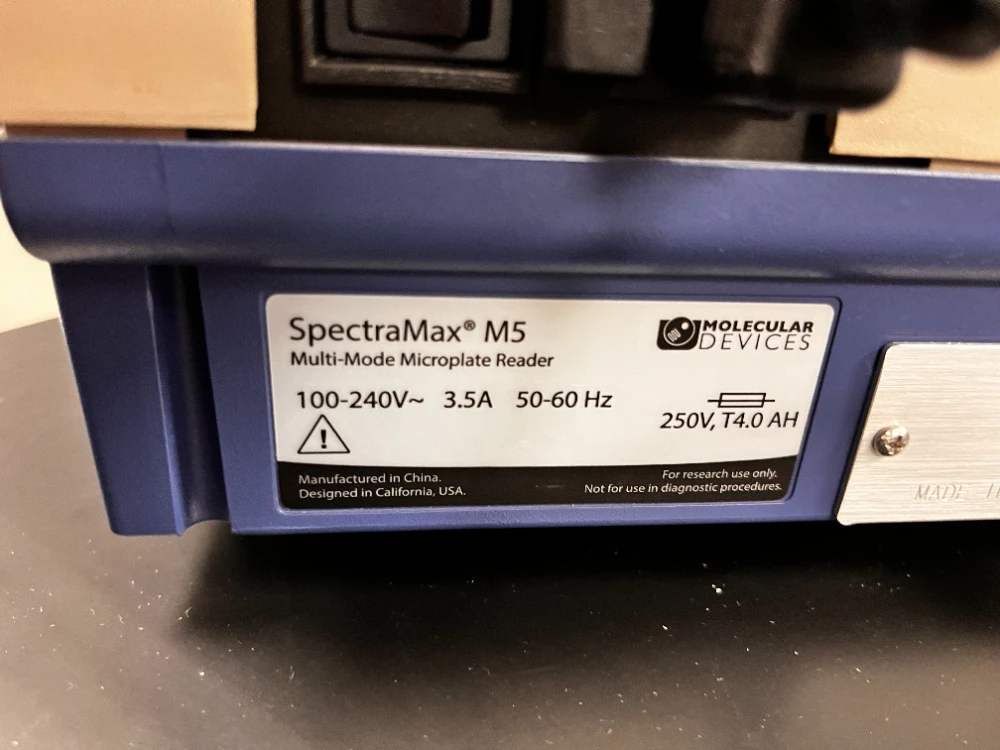 SpectraMax® M5
Multi-Mode Microplate Reader
MOLECULAR
DEVICES
100-240V~ 3.5A 50-60 Hz
250V, T4.0 AH
Manufactured in China.
Designed in California, USA.
For research use only.
Not for use in diagnostic procedures.
MADE